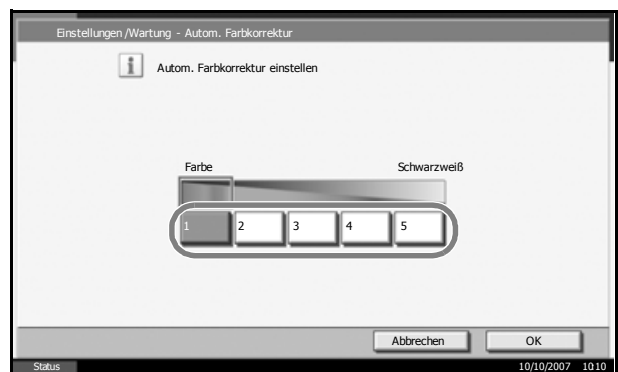 Einstellungen /Wartung - Autom. Farbkorrektur
Autom. Farbkorrektur einstellen
Farbe Schwarzweiß
1 2 3 4 5
Abbrechen OK
Status 10/10/2007 10:10